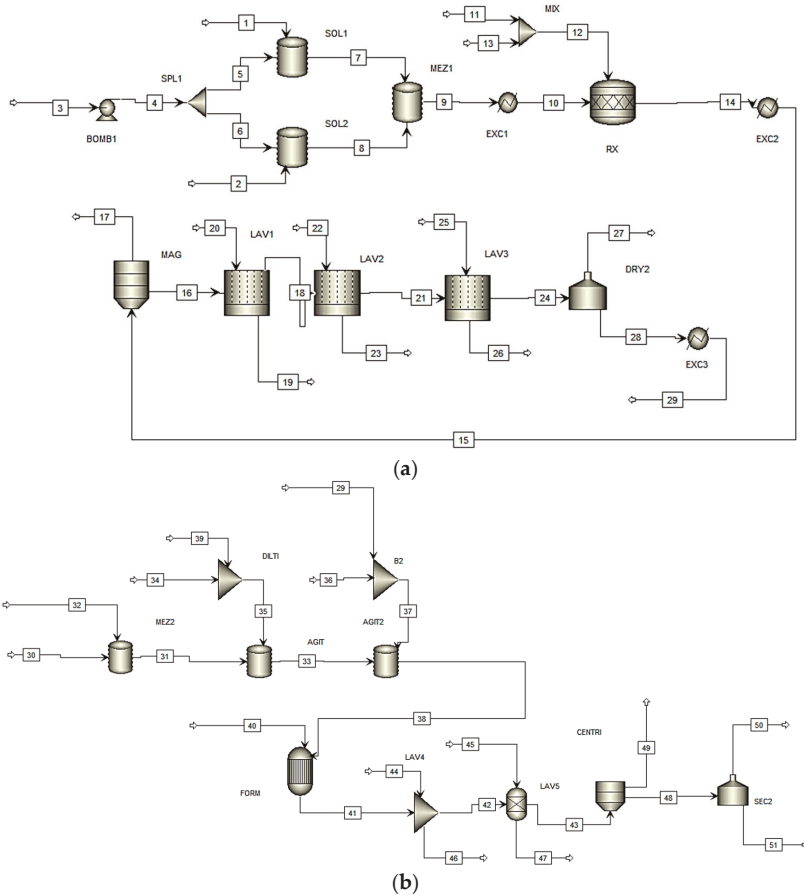 1
SOL1
11
MIX
12
13
7
SPL1
5
MEZ1
3
4
9
10
14
BOMB1
6
SOL2
EXC1
RX
EXC2
8
2
17
20
LAV1
22
25
27
MAG
LAV2
LAV3
DRY2
16
18
21
24
28
23
26
19
EXC3
29
15
(a)
29
39
DILTI
B2
34
36
32
MEZ2
35
AGIT2
37
AGIT
30
31
33
38
40
CENTRI
50
44
LAV4
45
49
FORM
LAV5
42
48
SEC2
41
43
46
47
51
(b)